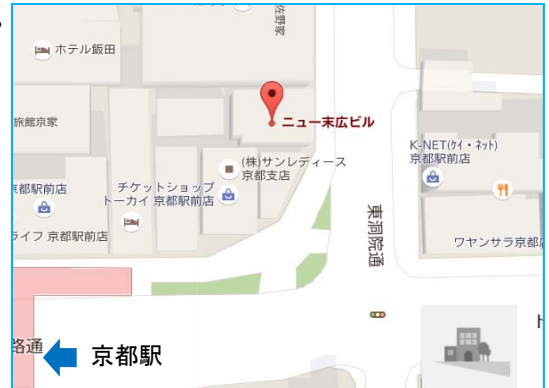 佐野家
ホテル飯田
旅館京家
ニュー末広ビル
K-NET(ケイ・ネット)
京都駅前店
(株)サンレディース
京都支店
京都駅前店
チケットショップ
トーカイ 京都駅前店
ライフ 京都駅前店
東洞院通
ワヤンサラ京都
路通
京都駅